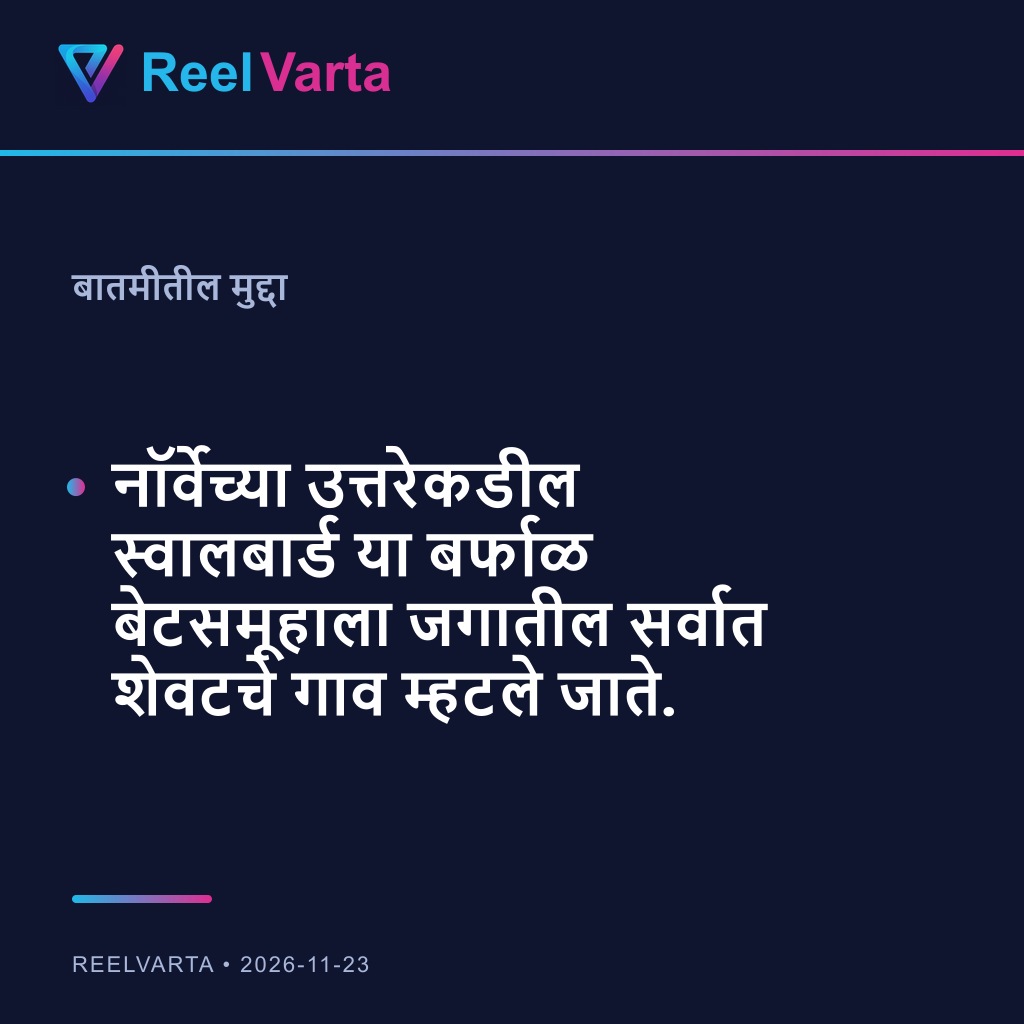 ReelVarta
बातमीतील मुद्दा
• नॉर्वेच्या उत्तरेकडील
स्वालबार्ड या बर्फाळ
बेटसमूहाला जगातील सर्वात
शेवटचे गाव म्हटले जाते.
REELVARTA • 2026-11-23